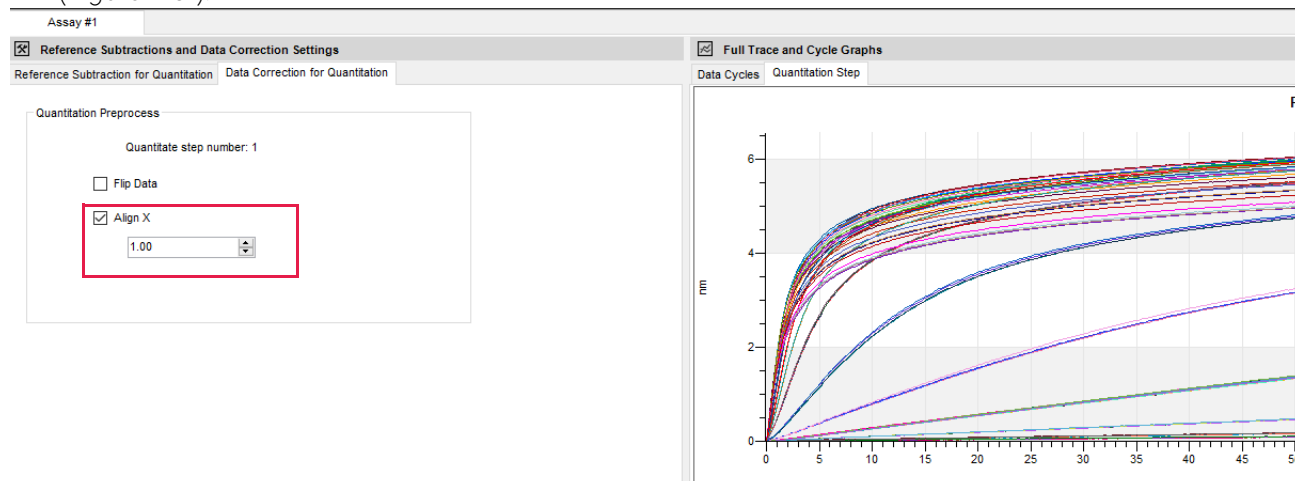 Assay #1
Reference Subtractions and Data Correction Settings
Reference Subtraction for Quantitation Data Correction for Quantitation
Quantitation Preprocess
Quantitate step number: 1
Flip Data
Align X
1.00
Full Trace and Cycle Graphs
Data Cycles Quantitation Step
6
4
nm
2
0
0 5 10 15 20 25 30 35 40 45